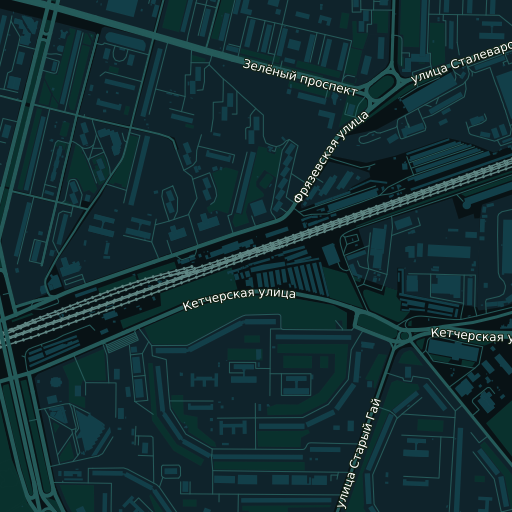 Зелёный проспект
улица Сталеваро
Фрязевская улица
Кетчерская улица
Кетчерская у
улица Старый Гай